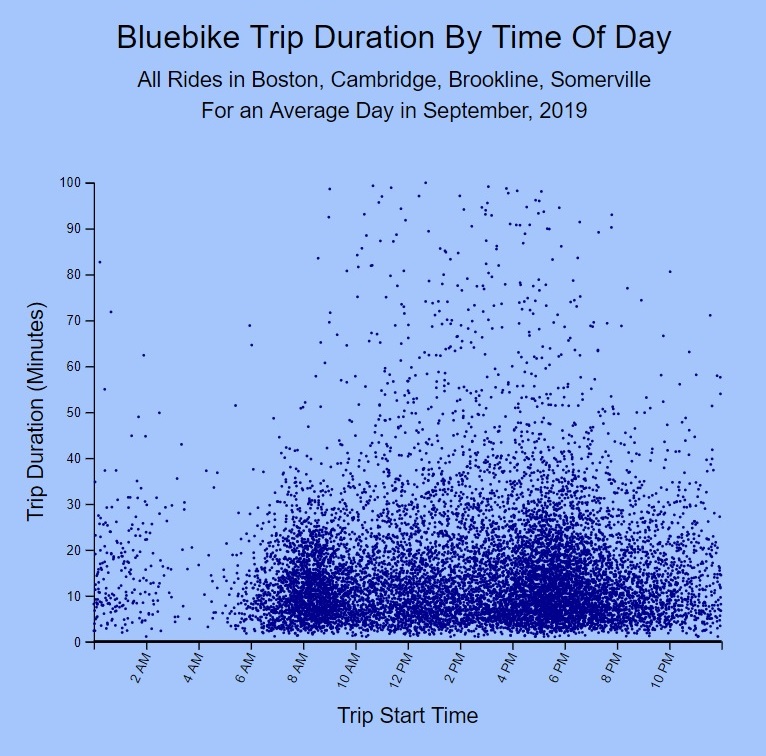 Bluebike Trip Duration By Time Of Day
All Rides in Boston, Cambridge, Brookline, Somerville
For an Average Day in September, 2019
100
90
80
70
60
50
40
30
20
10
0
Trip Duration (Minutes)
2 AM
4 AM
6 AM
8 AM
10 AM
12 PM
2 PM
4 PM
6 PM
8 PM
10 PM
Trip Start Time